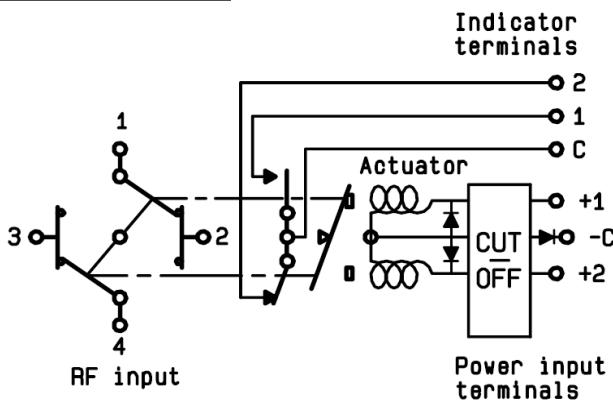 Indicator
terminals
2
1
C
1
Actuator
+1
3
2
CUT
OFF
-C
+2
4
RF input
Power input
terminals